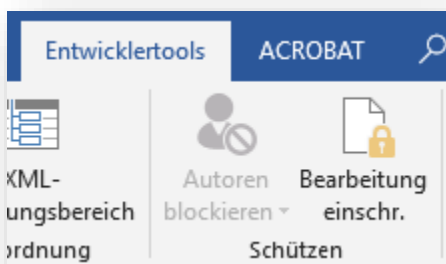 Entwicklertools ACROBAT
XML- Autoren Bearbeitung
ungsbereich blockieren einschr.
ordnung Schützen